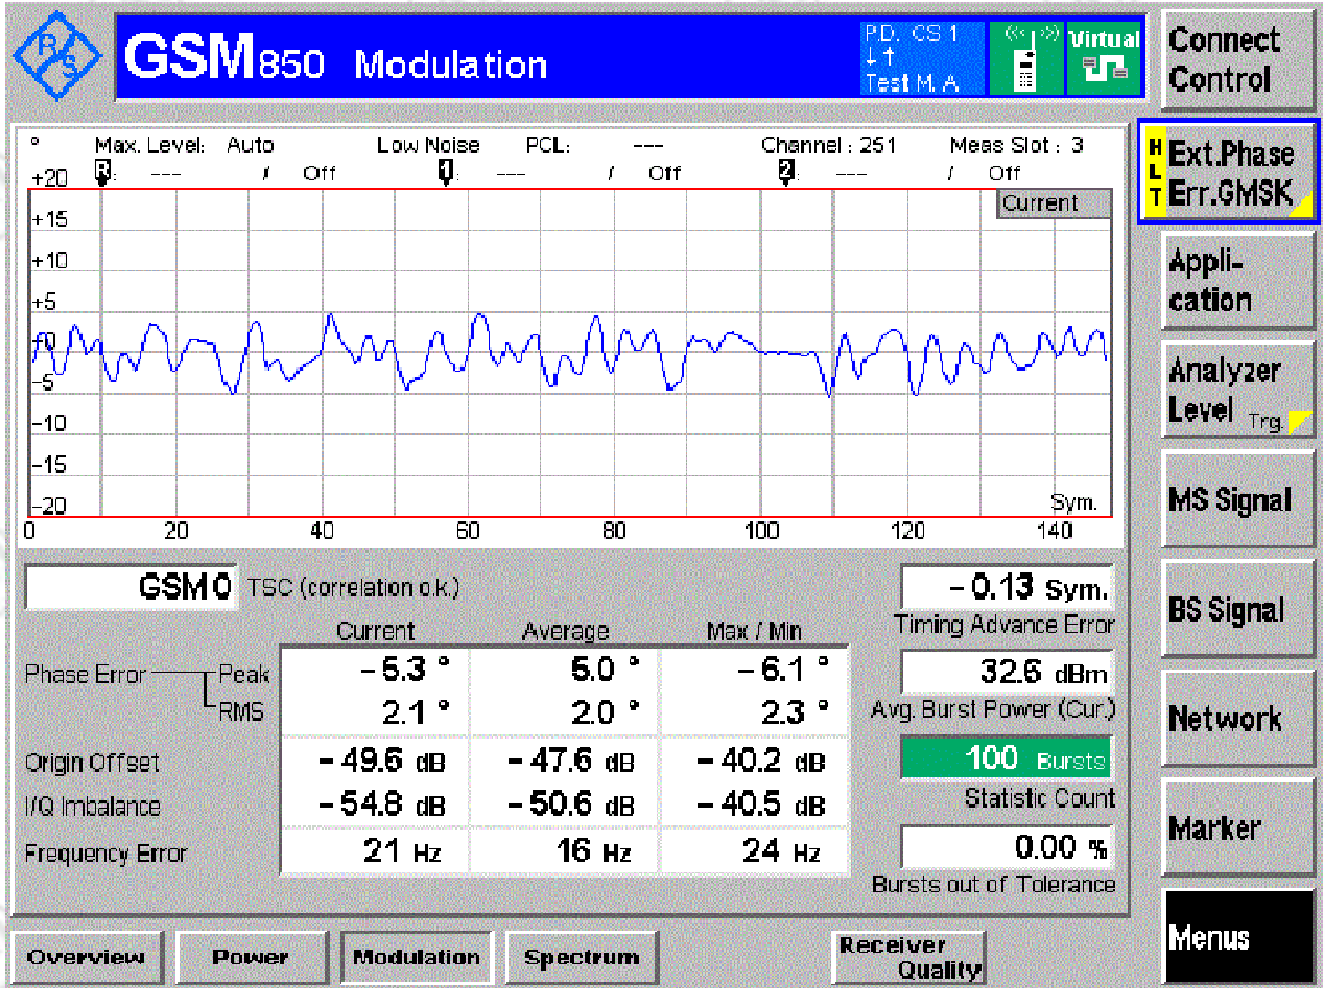 R S
GSM850 Modulation
P.D. CS 1
Test M. A.
Virtual
Connect
Control
° Max. Level: Auto Low Noise PCL: --- Channel : 251 Meas Slot : 3
R : --- / Off 1 : --- / Off 2 : --- / Off
+20
Current
+15
+10
+5
±0
-5
-10
-15
-20
Sym.
0 20 40 60 80 100 120 140
HLT
Ext.Phase
Err.GMSK
Appli-
cation
Analyzer
Level Trg.
MS Signal
BS Signal
Network
Marker
Menus
GSM 0 TSC (correlation o.k.)
-0.13 Sym.
Timing Advance Error
Current Average Max / Min
Phase Error Peak -5.3 ° 5.0 ° -6.1 °
RMS 2.1 ° 2.0 ° 2.3 °
32.6 dBm
Avg. Burst Power (Cur.)
Origin Offset -49.6 dB -47.6 dB -40.2 dB
100 Bursts
Statistic Count
I/Q Imbalance -54.8 dB -50.6 dB -40.5 dB
Frequency Error 21 Hz 16 Hz 24 Hz
0.00 %
Bursts out of Tolerance
Overview Power Modulation Spectrum
Receiver
Quality